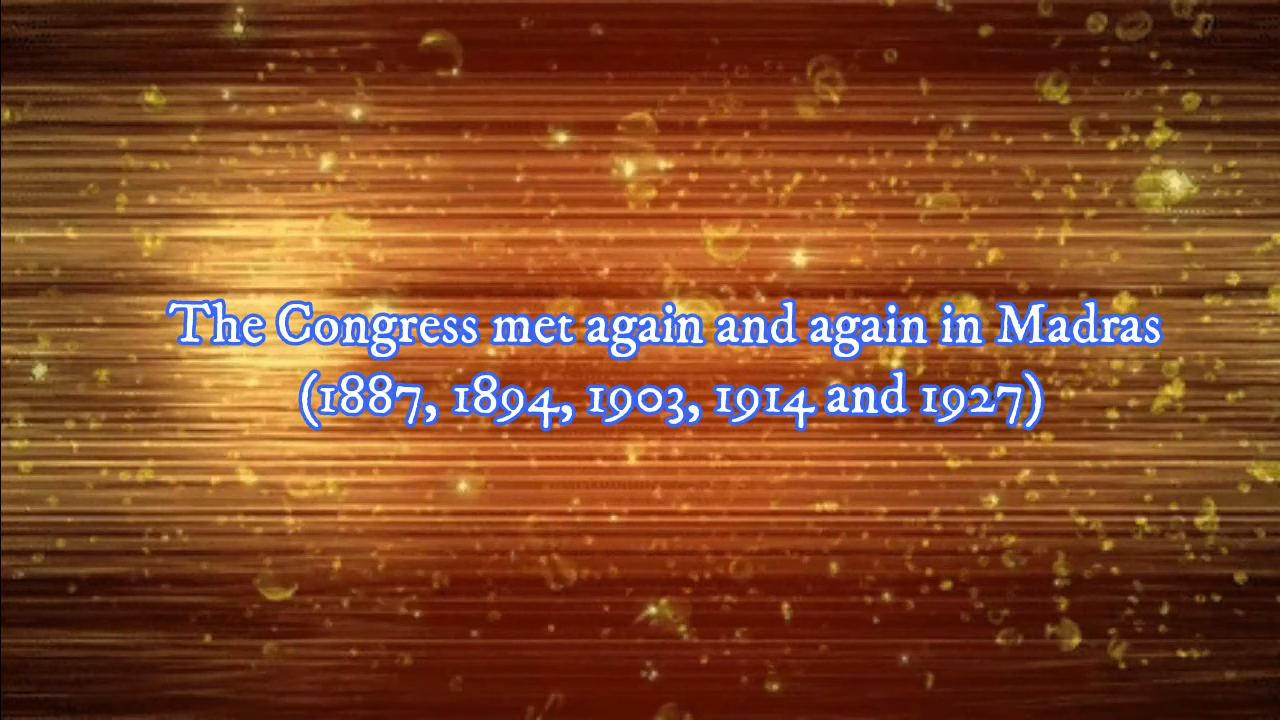 The Congress met again and again in Madras
(1887, 1894, 1903, 1914 and 1927)